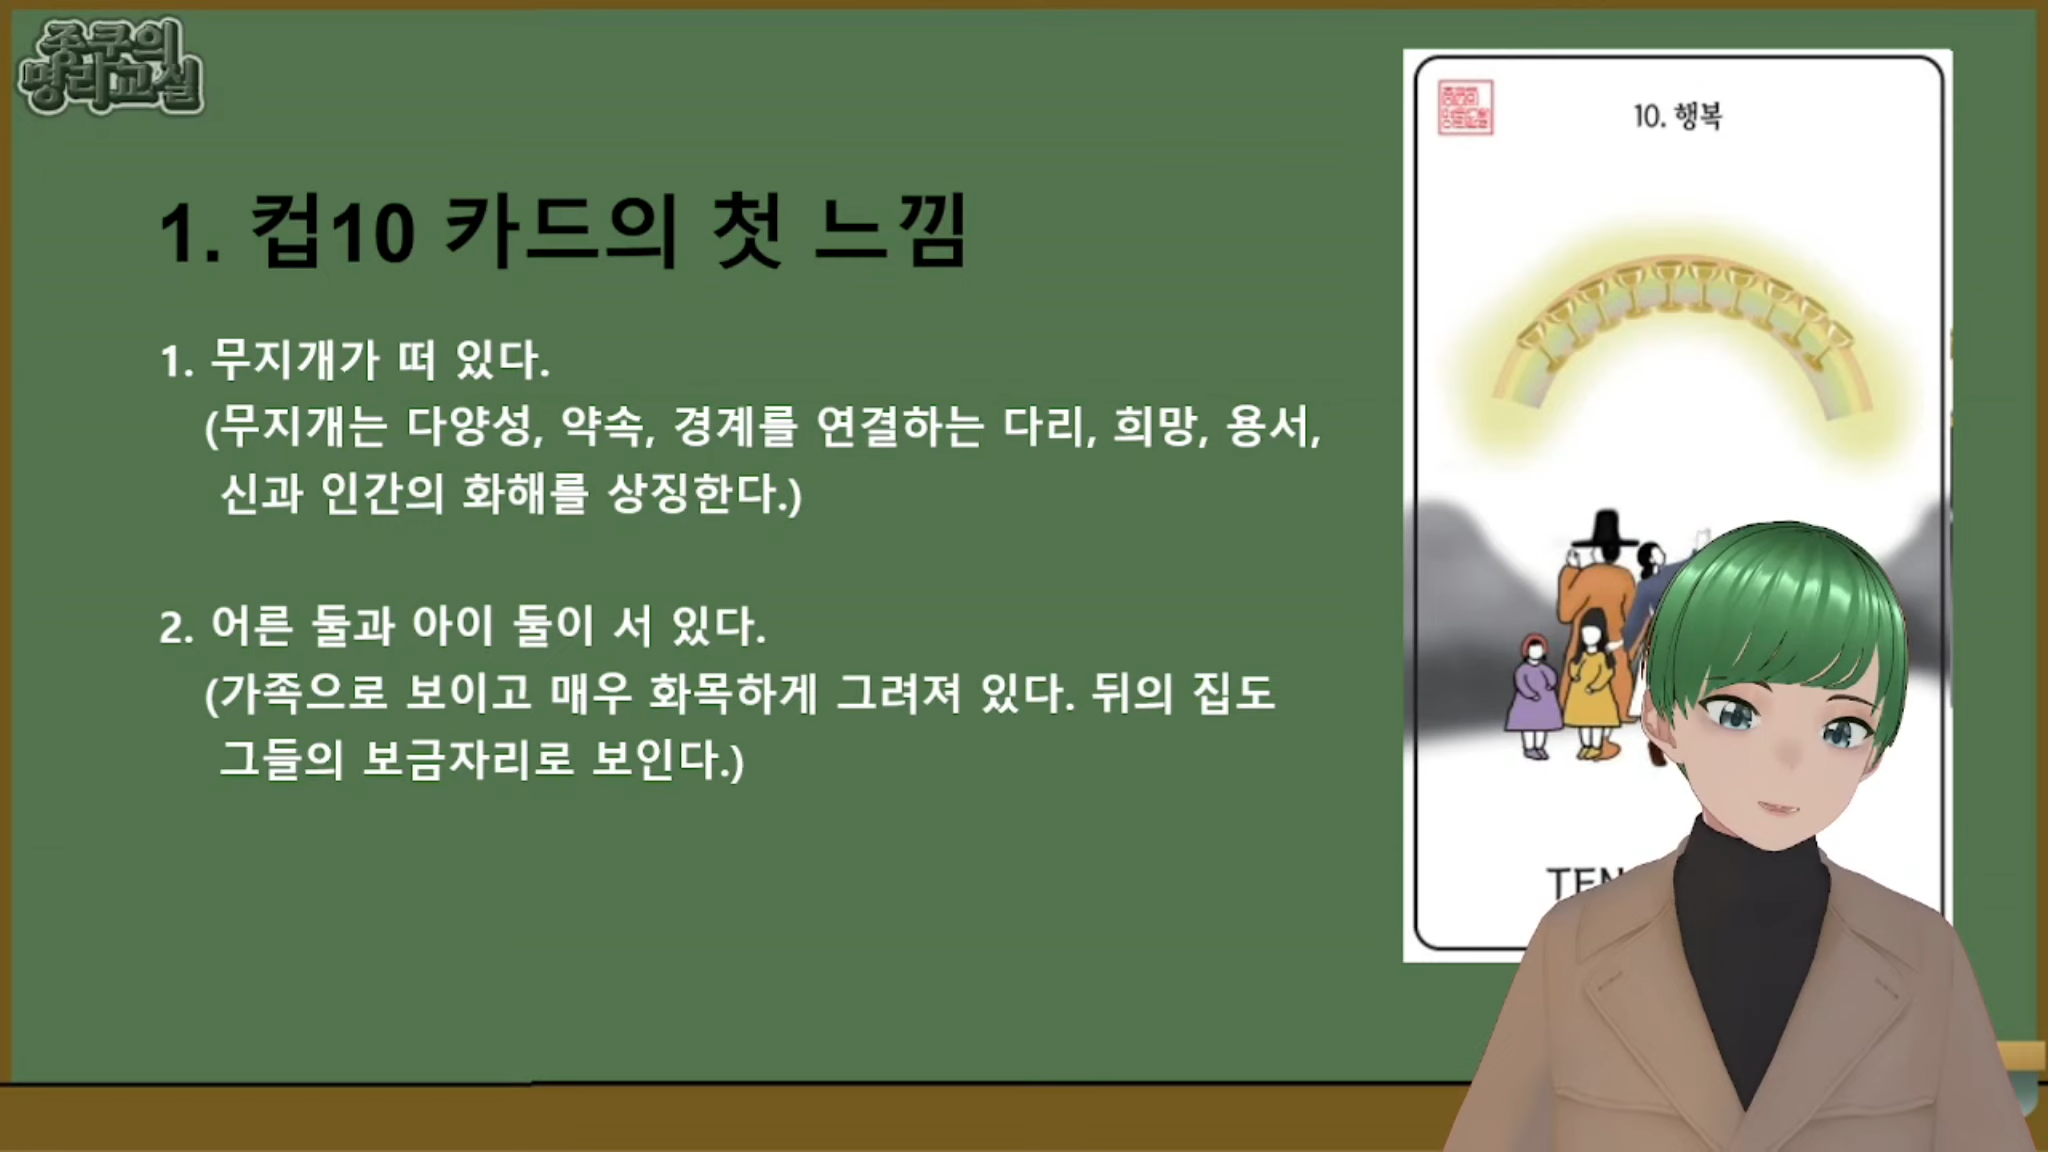 종쿠의
명리교실
10. 행복
1. 컵10 카드의 첫 느낌
1. 무지개가 떠 있다.
(무지개는 다양성, 약속, 경계를 연결하는 다리, 희망, 용서,
신과 인간의 화해를 상징한다.)
2. 어른 둘과 아이 둘이 서 있다.
(가족으로 보이고 매우 화목하게 그려져 있다. 뒤의 집도
그들의 보금자리로 보인다.)
TEN